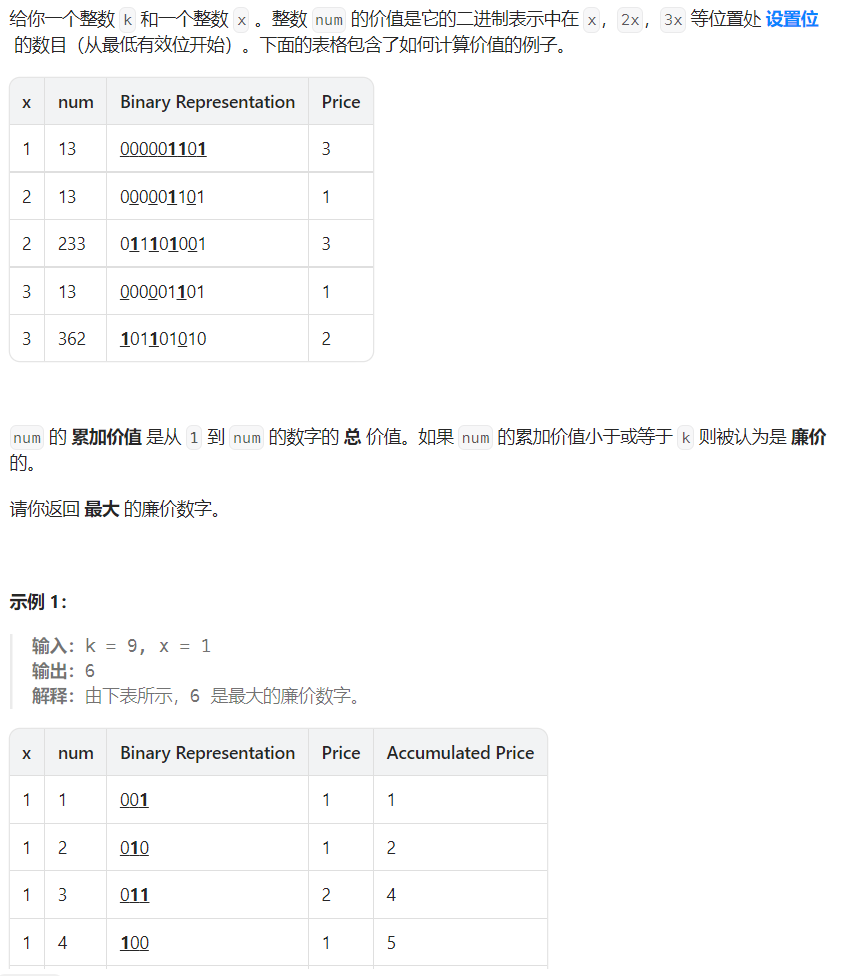 给你一个整数 k 和一个整数 x 。整数 num 的价值是它的二进制表示中在 x，2x，3x 等位置处 设置位
的数目（从最低有效位开始）。下面的表格包含了如何计算价值的例子。
x num Binary Representation Price
1 13 000001101 3
2 13 000001101 1
2 233 011101001 3
3 13 000001101 1
3 362 101101010 2
num 的 累加价值 是从 1 到 num 的数字的 总 价值。如果 num 的累加价值小于或等于 k 则被认为是 廉价
的。
请你返回 最大 的廉价数字。
示例 1：
输入：k = 9, x = 1
输出：6
解释：由下表所示，6 是最大的廉价数字。
x num Binary Representation Price Accumulated Price
1 1 001 1 1
1 2 010 1 2
1 3 011 2 4
1 4 100 1 5